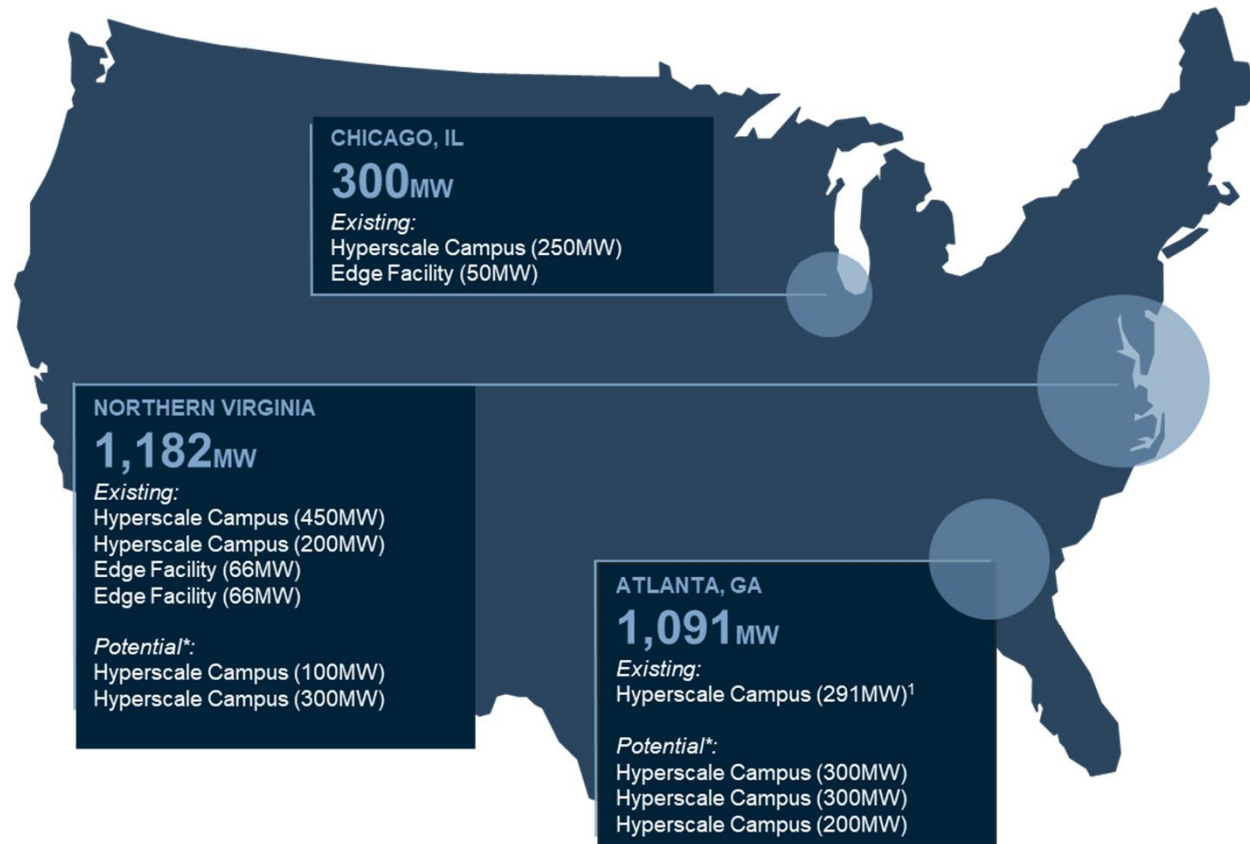 CHICAGO, IL
300MW
Existing:
Hyperscale Campus (250MW)
Edge Facility (50MW)
NORTHERN VIRGINIA
1,182MW
Existing:
Hyperscale Campus (450MW)
Hyperscale Campus (200MW)
Edge Facility (66MW)
Edge Facility (66MW)
Potential*:
Hyperscale Campus (100MW)
Hyperscale Campus (300MW)
ATLANTA, GA
1,091MW
Existing:
Hyperscale Campus (291MW)¹
Potential*:
Hyperscale Campus (300MW)
Hyperscale Campus (300MW)
Hyperscale Campus (200MW)